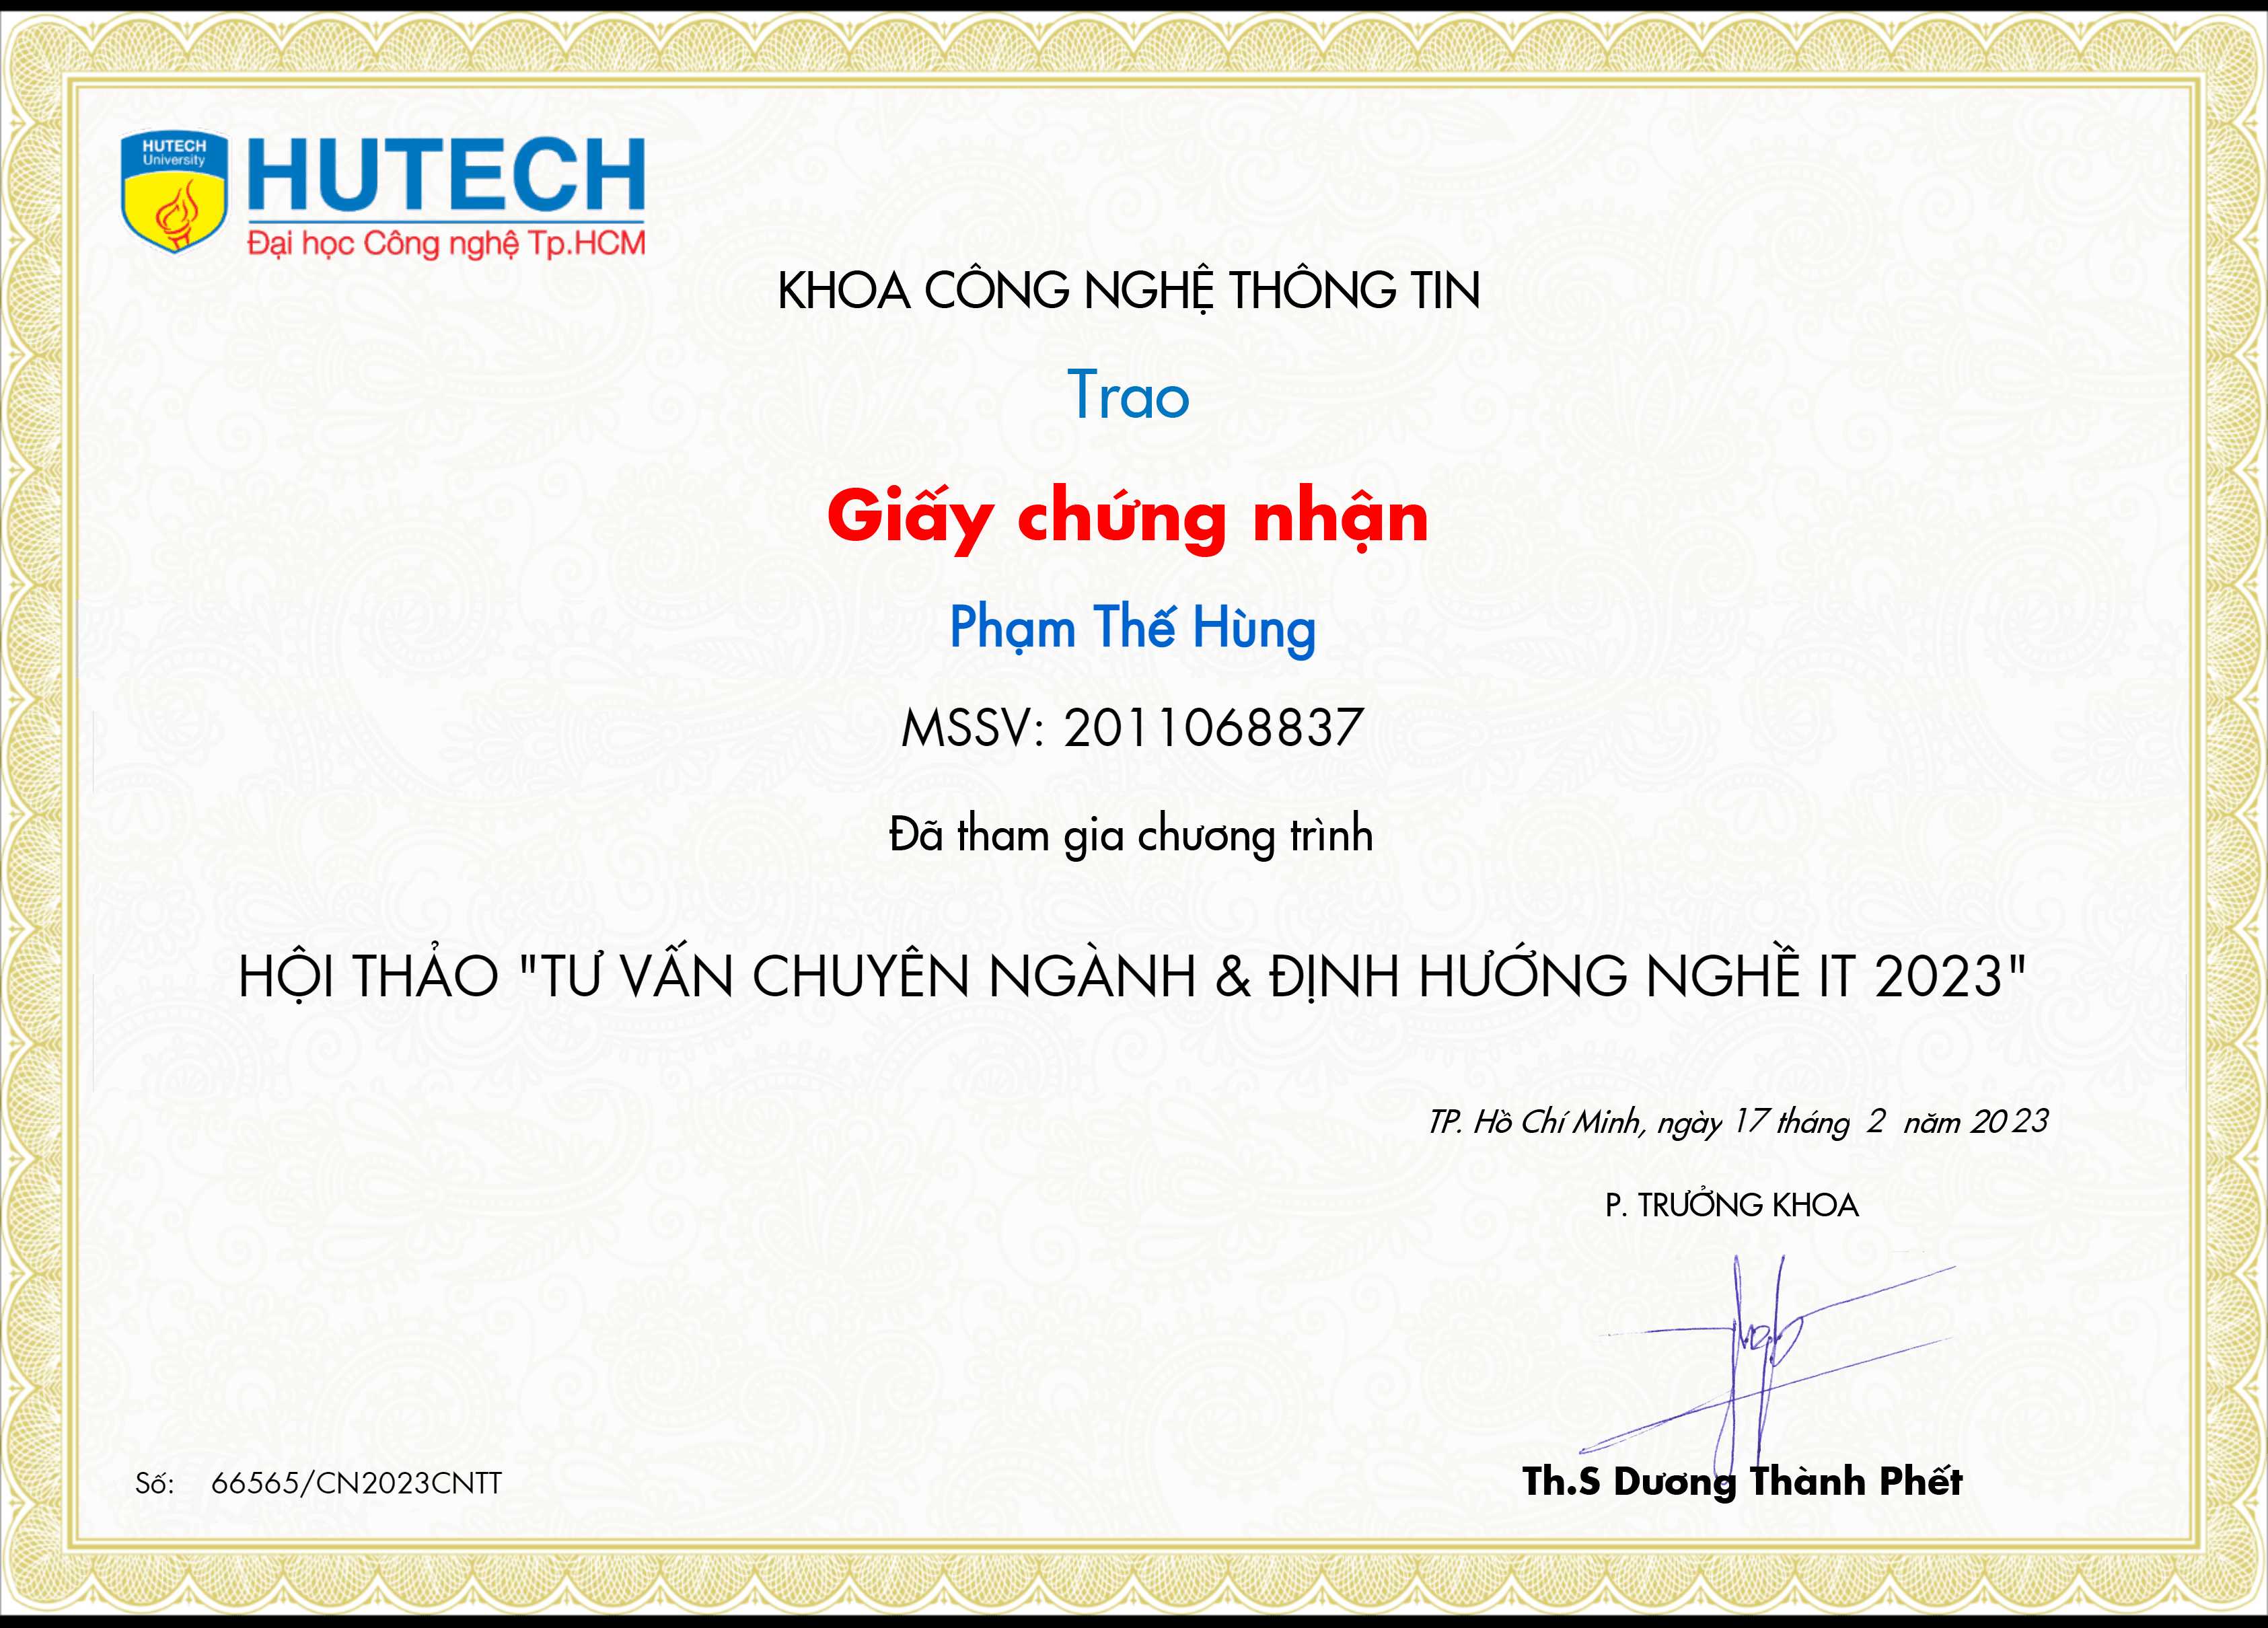 HUTECH
University
HUTECH
Đại học Công nghệ Tp.HCM
KHOA CÔNG NGHỆ THÔNG TIN
Trao
Giấy chứng nhận
Phạm Thế Hùng
MSSV: 2011068837
Đã tham gia chương trình
HỘI THẢO "TƯ VẤN CHUYÊN NGÀNH & ĐỊNH HƯỚNG NGHỀ IT 2023"
TP. Hồ Chí Minh, ngày 17 tháng 2 năm 2023
P. TRƯỞNG KHOA
Th.S Dương Thành Phết
Số: 66565/CN2023CNTT